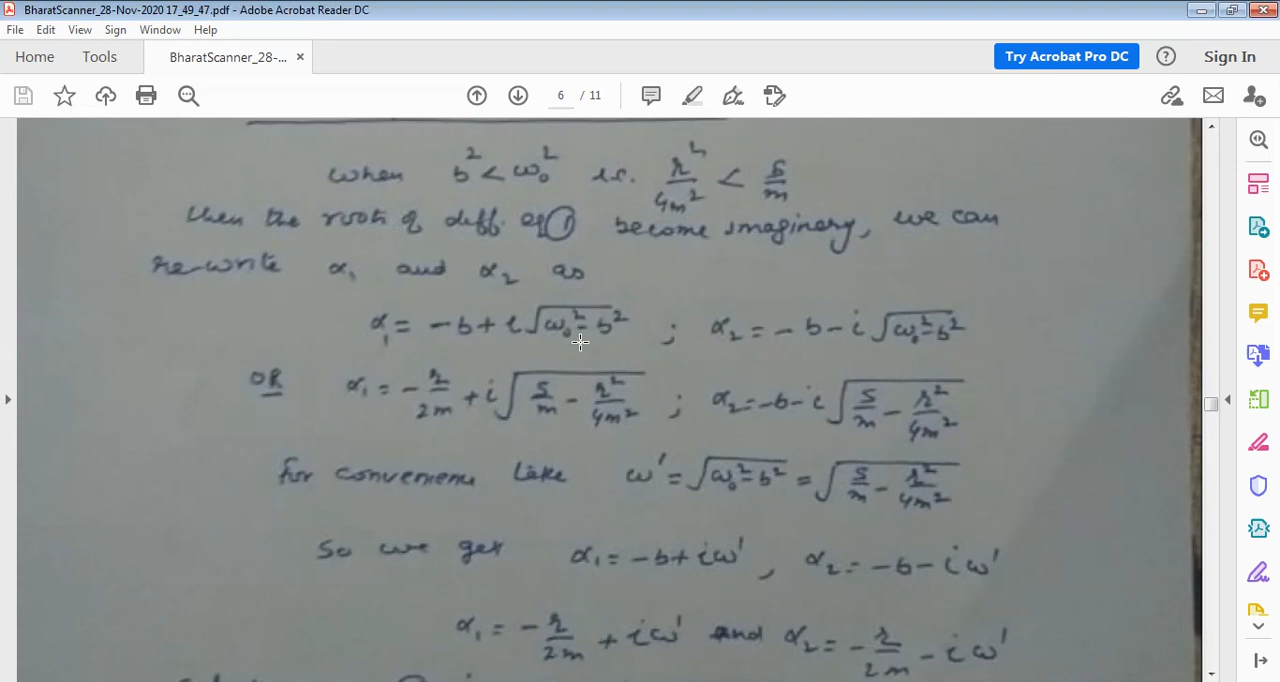 BharatScanner_28-Nov-2020 17_49_47.pdf - Adobe Acrobat Reader DC
File Edit View Sign Window Help
Home Tools BharatScanner_28-... × Try Acrobat Pro DC Sign In
6 / 11
when b² < ω₀² i.e. r²/4m² < s/m
then the roots of diff. eq ① become imaginary, we can
re-write α₁ and α₂ as
α₁ = -b + i√(ω₀² - b²) ; α₂ = -b - i√(ω₀² - b²)
OR α₁ = -r/2m + i√(s/m - r²/4m²) ; α₂ = -b - i√(s/m - r²/4m²)
For convenience take ω' = √(ω₀² - b²) = √(s/m - r²/4m²)
So we get α₁ = -b + iω' , α₂ = -b - iω'
α₁ = -r/2m + iω' and α₂ = -r/2m - iω'